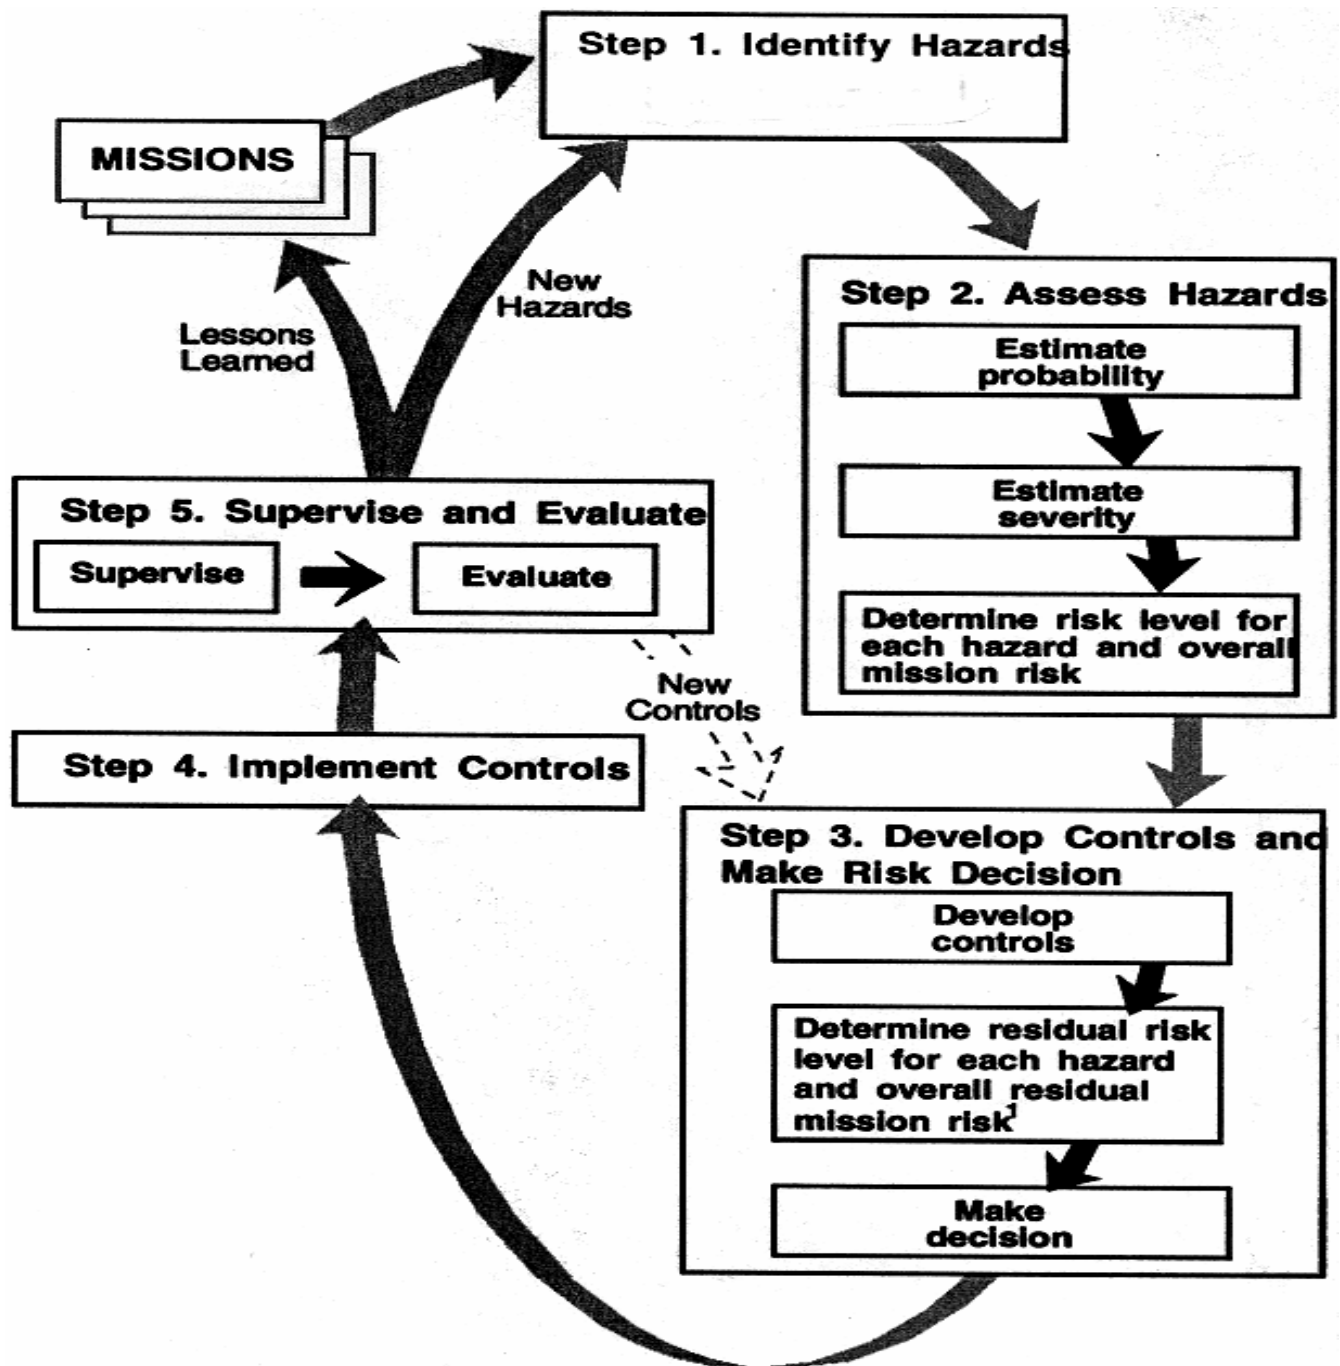 Step 1. Identify Hazards
MISSIONS
New
Hazards
Lessons
Learned
Step 2. Assess Hazards
Estimate
probability
Estimate
severity
Determine risk level for
each hazard and overall
mission risk
Step 5. Supervise and Evaluate
Supervise
Evaluate
New
Controls
Step 4. Implement Controls
Step 3. Develop Controls and
Make Risk Decision
Develop
controls
Determine residual risk
level for each hazard
and overall residual
mission risk¹
Make
decision